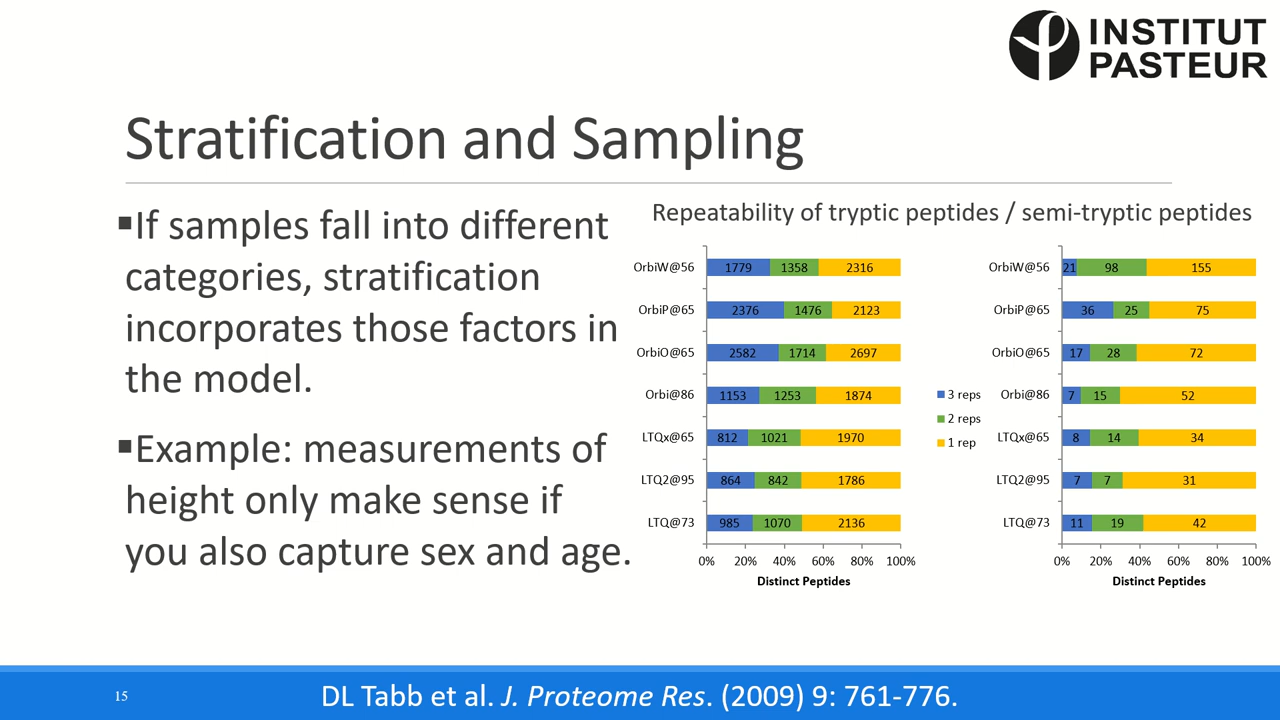 INSTITUT
PASTEUR
Stratification and Sampling
▪If samples fall into different
categories, stratification
incorporates those factors in
the model.
▪Example: measurements of
height only make sense if
you also capture sex and age.
Repeatability of tryptic peptides / semi-tryptic peptides
OrbiW@56 1779 1358 2316
OrbiP@65 2376 1476 2123
OrbiO@65 2582 1714 2697
Orbi@86 1153 1253 1874
LTQx@65 812 1021 1970
LTQ2@95 864 842 1786
LTQ@73 985 1070 2136
0% 20% 40% 60% 80% 100%
Distinct Peptides
3 reps
2 reps
1 rep
OrbiW@56 21 98 155
OrbiP@65 36 25 75
OrbiO@65 17 28 72
Orbi@86 7 15 52
LTQx@65 8 14 34
LTQ2@95 7 7 31
LTQ@73 11 19 42
0% 20% 40% 60% 80% 100%
Distinct Peptides
15
DL Tabb et al. J. Proteome Res. (2009) 9: 761-776.